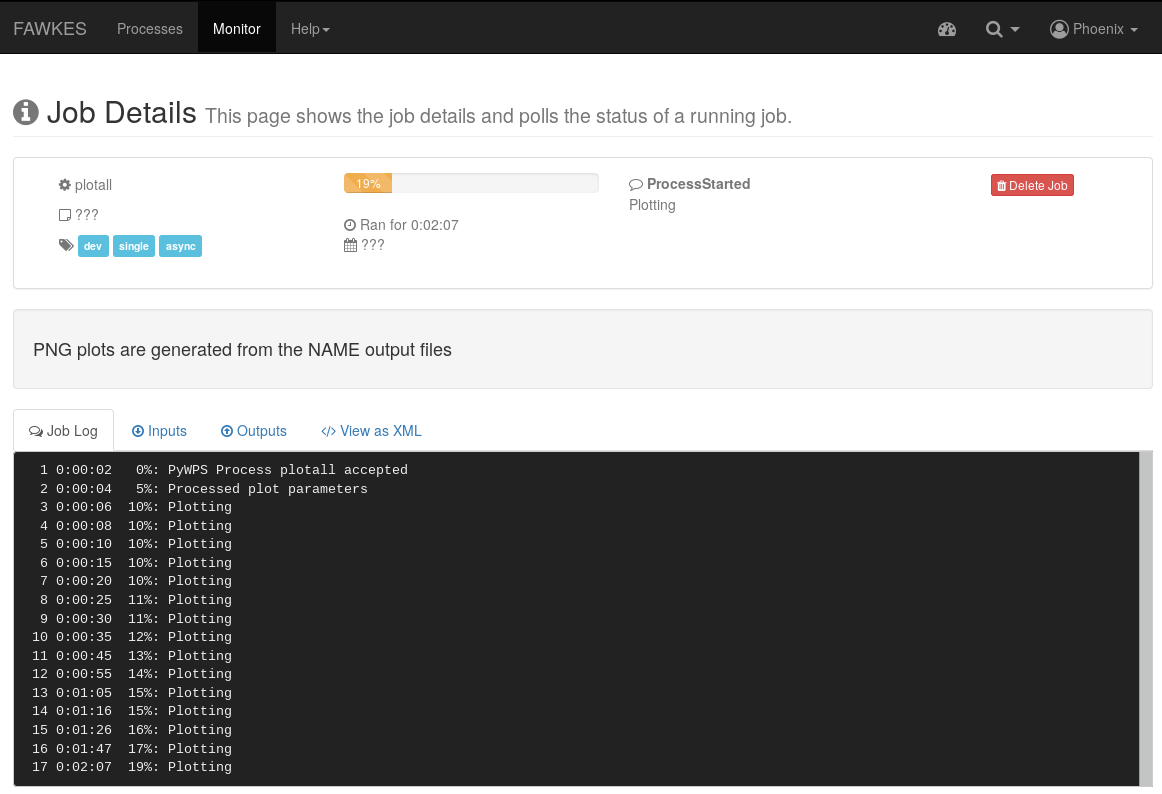 FAWKES Processes Monitor Help Phoenix
Job Details This page shows the job details and polls the status of a running job.
plotall
???
dev single async
19%
Ran for 0:02:07
???
ProcessStarted
Plotting
Delete Job
PNG plots are generated from the NAME output files
Job Log Inputs Outputs </> View as XML
1 0:00:02 0%: PyWPS Process plotall accepted
2 0:00:04 5%: Processed plot parameters
3 0:00:06 10%: Plotting
4 0:00:08 10%: Plotting
5 0:00:10 10%: Plotting
6 0:00:15 10%: Plotting
7 0:00:20 10%: Plotting
8 0:00:25 11%: Plotting
9 0:00:30 11%: Plotting
10 0:00:35 12%: Plotting
11 0:00:45 13%: Plotting
12 0:00:55 14%: Plotting
13 0:01:05 15%: Plotting
14 0:01:16 15%: Plotting
15 0:01:26 16%: Plotting
16 0:01:47 17%: Plotting
17 0:02:07 19%: Plotting